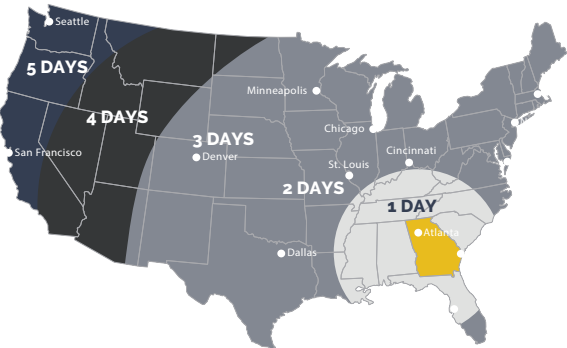 Seattle
5 DAYS
Minneapolis
4 DAYS
Chicago
3 DAYS
San Francisco
Denver
Cincinnati
St. Louis
2 DAYS
1 DAY
Atlanta
Dallas